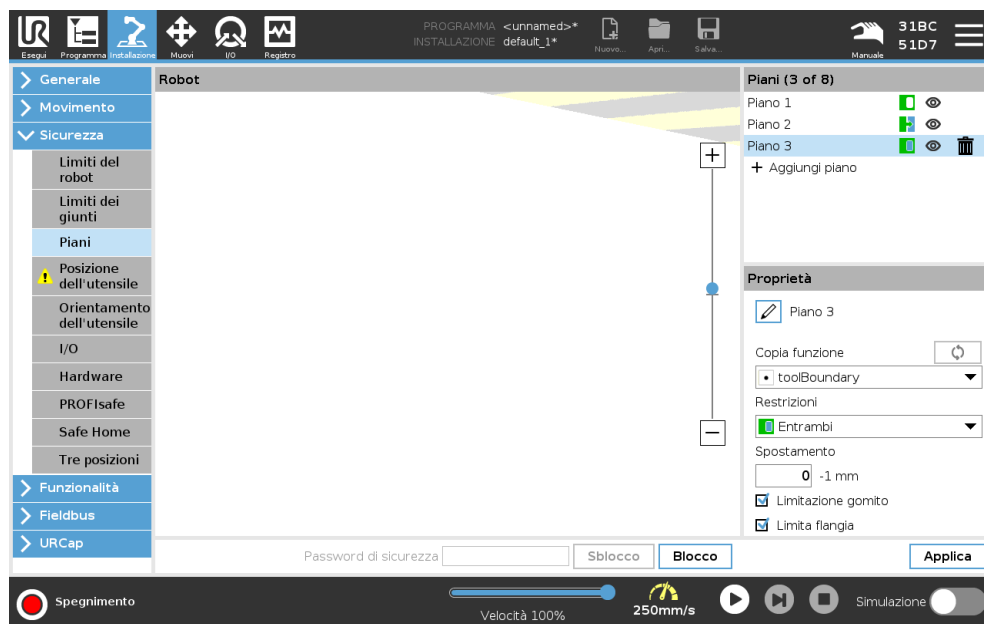 PROGRAMMA <unnamed>*
INSTALLAZIONE default_1*
Esegui
Programma
Installazione
Muovi
I/O
Registro
Nuovo...
Apri...
Salva...
Manuale
31BC
51D7
Generale
Movimento
Sicurezza
Limiti del
robot
Limiti dei
giunti
Piani
Posizione
dell'utensile
Orientamento
dell'utensile
I/O
Hardware
PROFIsafe
Safe Home
Tre posizioni
Funzionalità
Fieldbus
URCap
Robot
Piani (3 of 8)
Piano 1
Piano 2
Piano 3
+ Aggiungi piano
Proprietà
Piano 3
Copia funzione
toolBoundary
Restrizioni
Entrambi
Spostamento
0 -1 mm
Limitazione gomito
Limita flangia
Password di sicurezza
Sblocco
Blocco
Applica
Spegnimento
Velocità 100%
250mm/s
Simulazione